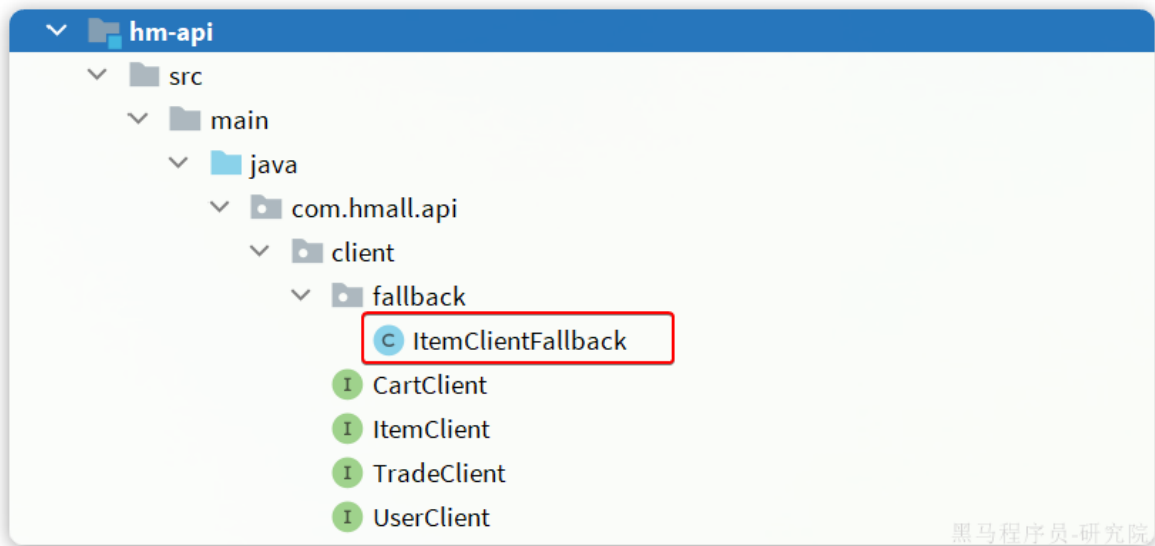 hm-api
src
main
java
com.hmall.api
client
fallback
C ItemClientFallback
I CartClient
I ItemClient
I TradeClient
I UserClient
黑马程序员-研究院